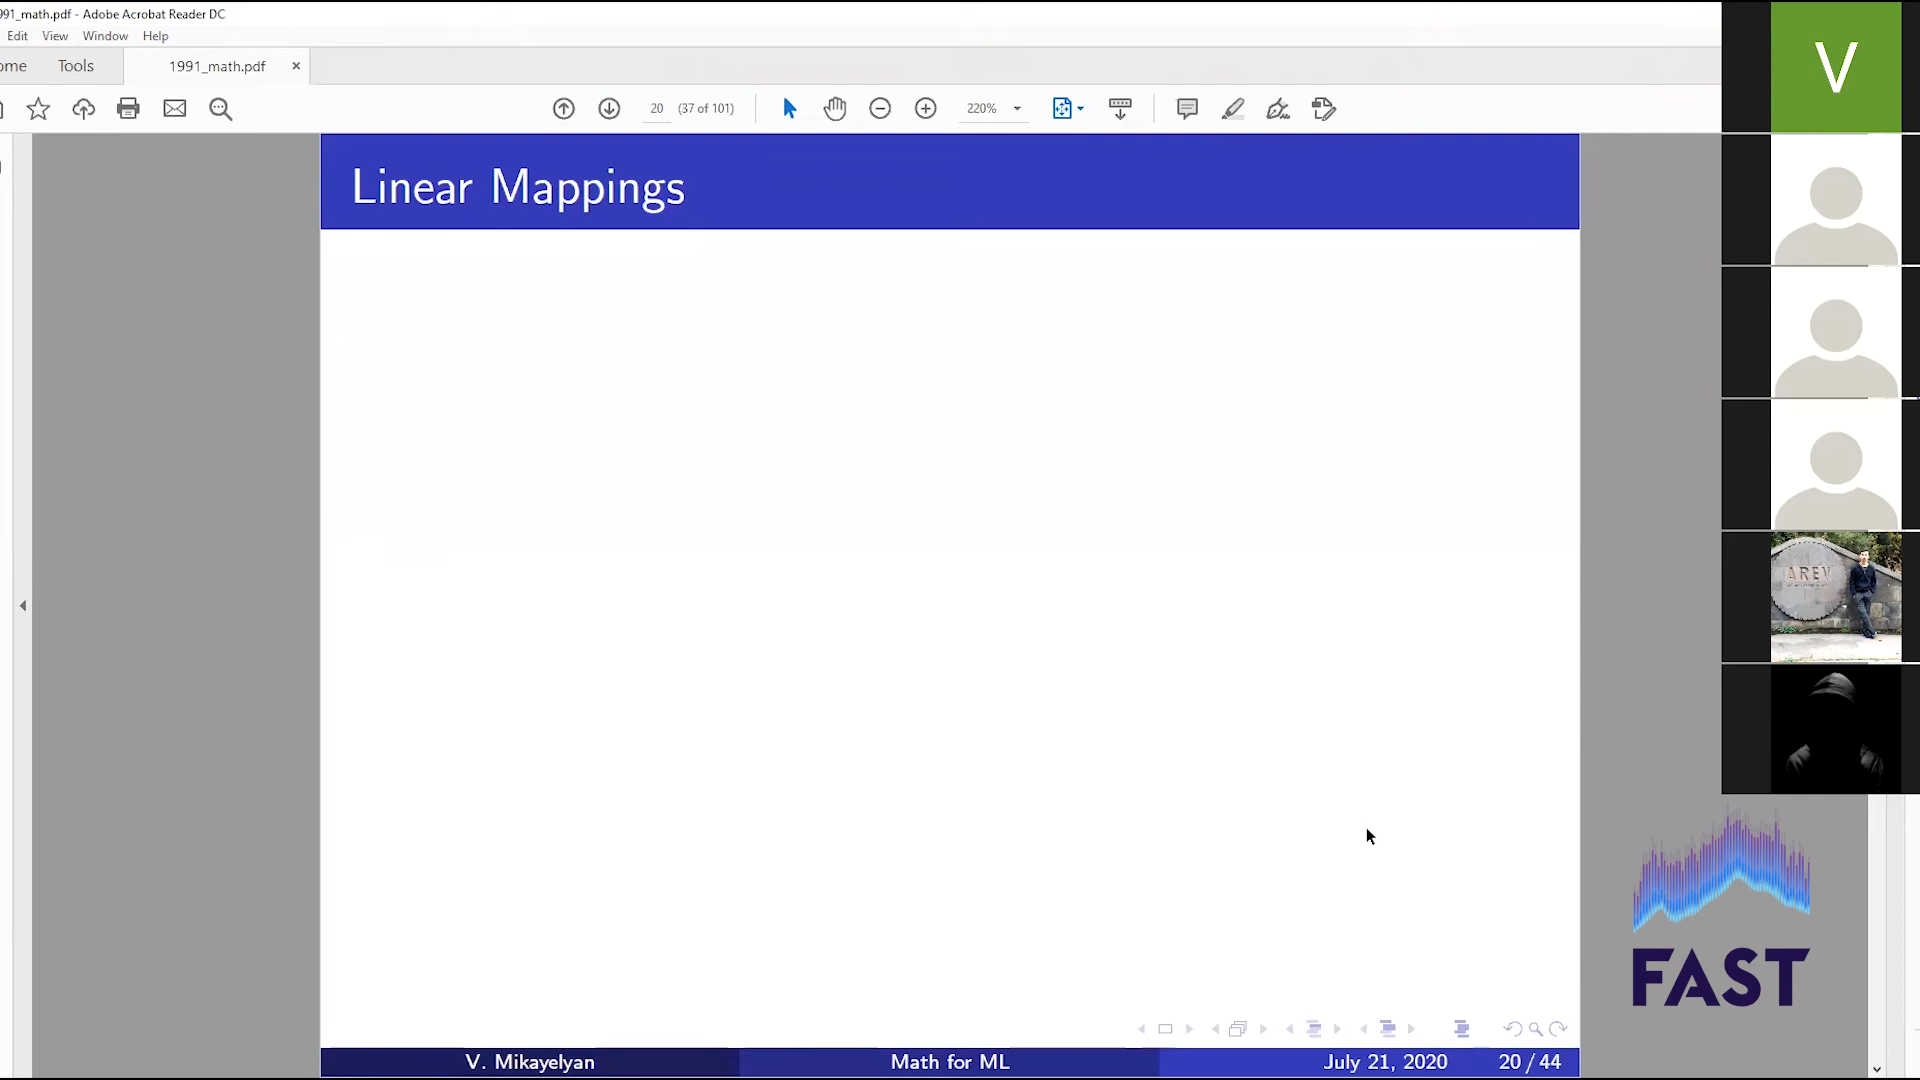 991_math.pdf - Adobe Acrobat Reader DC
Edit View Window Help
ome Tools 1991_math.pdf ×
20 (37 of 101) 220%
V
Linear Mappings
AREV
FAST
V. Mikayelyan Math for ML July 21, 2020 20 / 44